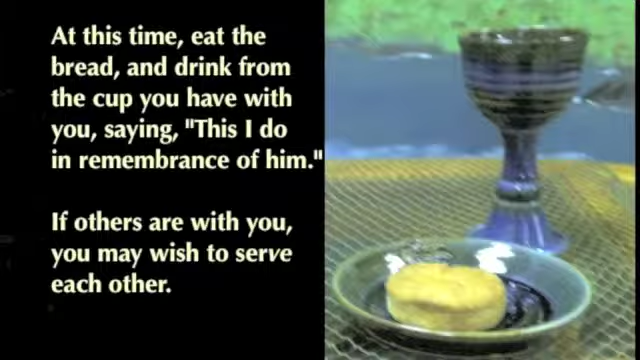 At this time, eat the
bread, and drink from
the cup you have with
you, saying, "This I do
in remembrance of him."
If others are with you,
you may wish to serve
each other.